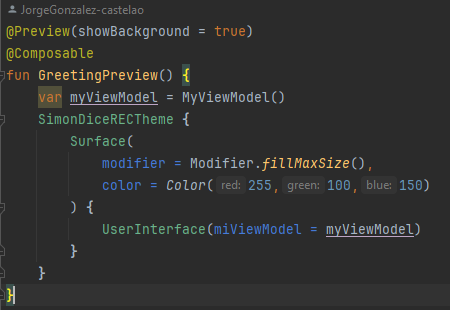 JorgeGonzalez-castelao
@Preview(showBackground = true)
@Composable
fun GreetingPreview() {
    var myViewModel = MyViewModel()
    SimonDiceRECTheme {
        Surface(
            modifier = Modifier.fillMaxSize(),
            color = Color( red: 255, green: 100, blue: 150)
        ) {
            UserInterface(miViewModel = myViewModel)
        }
    }
}